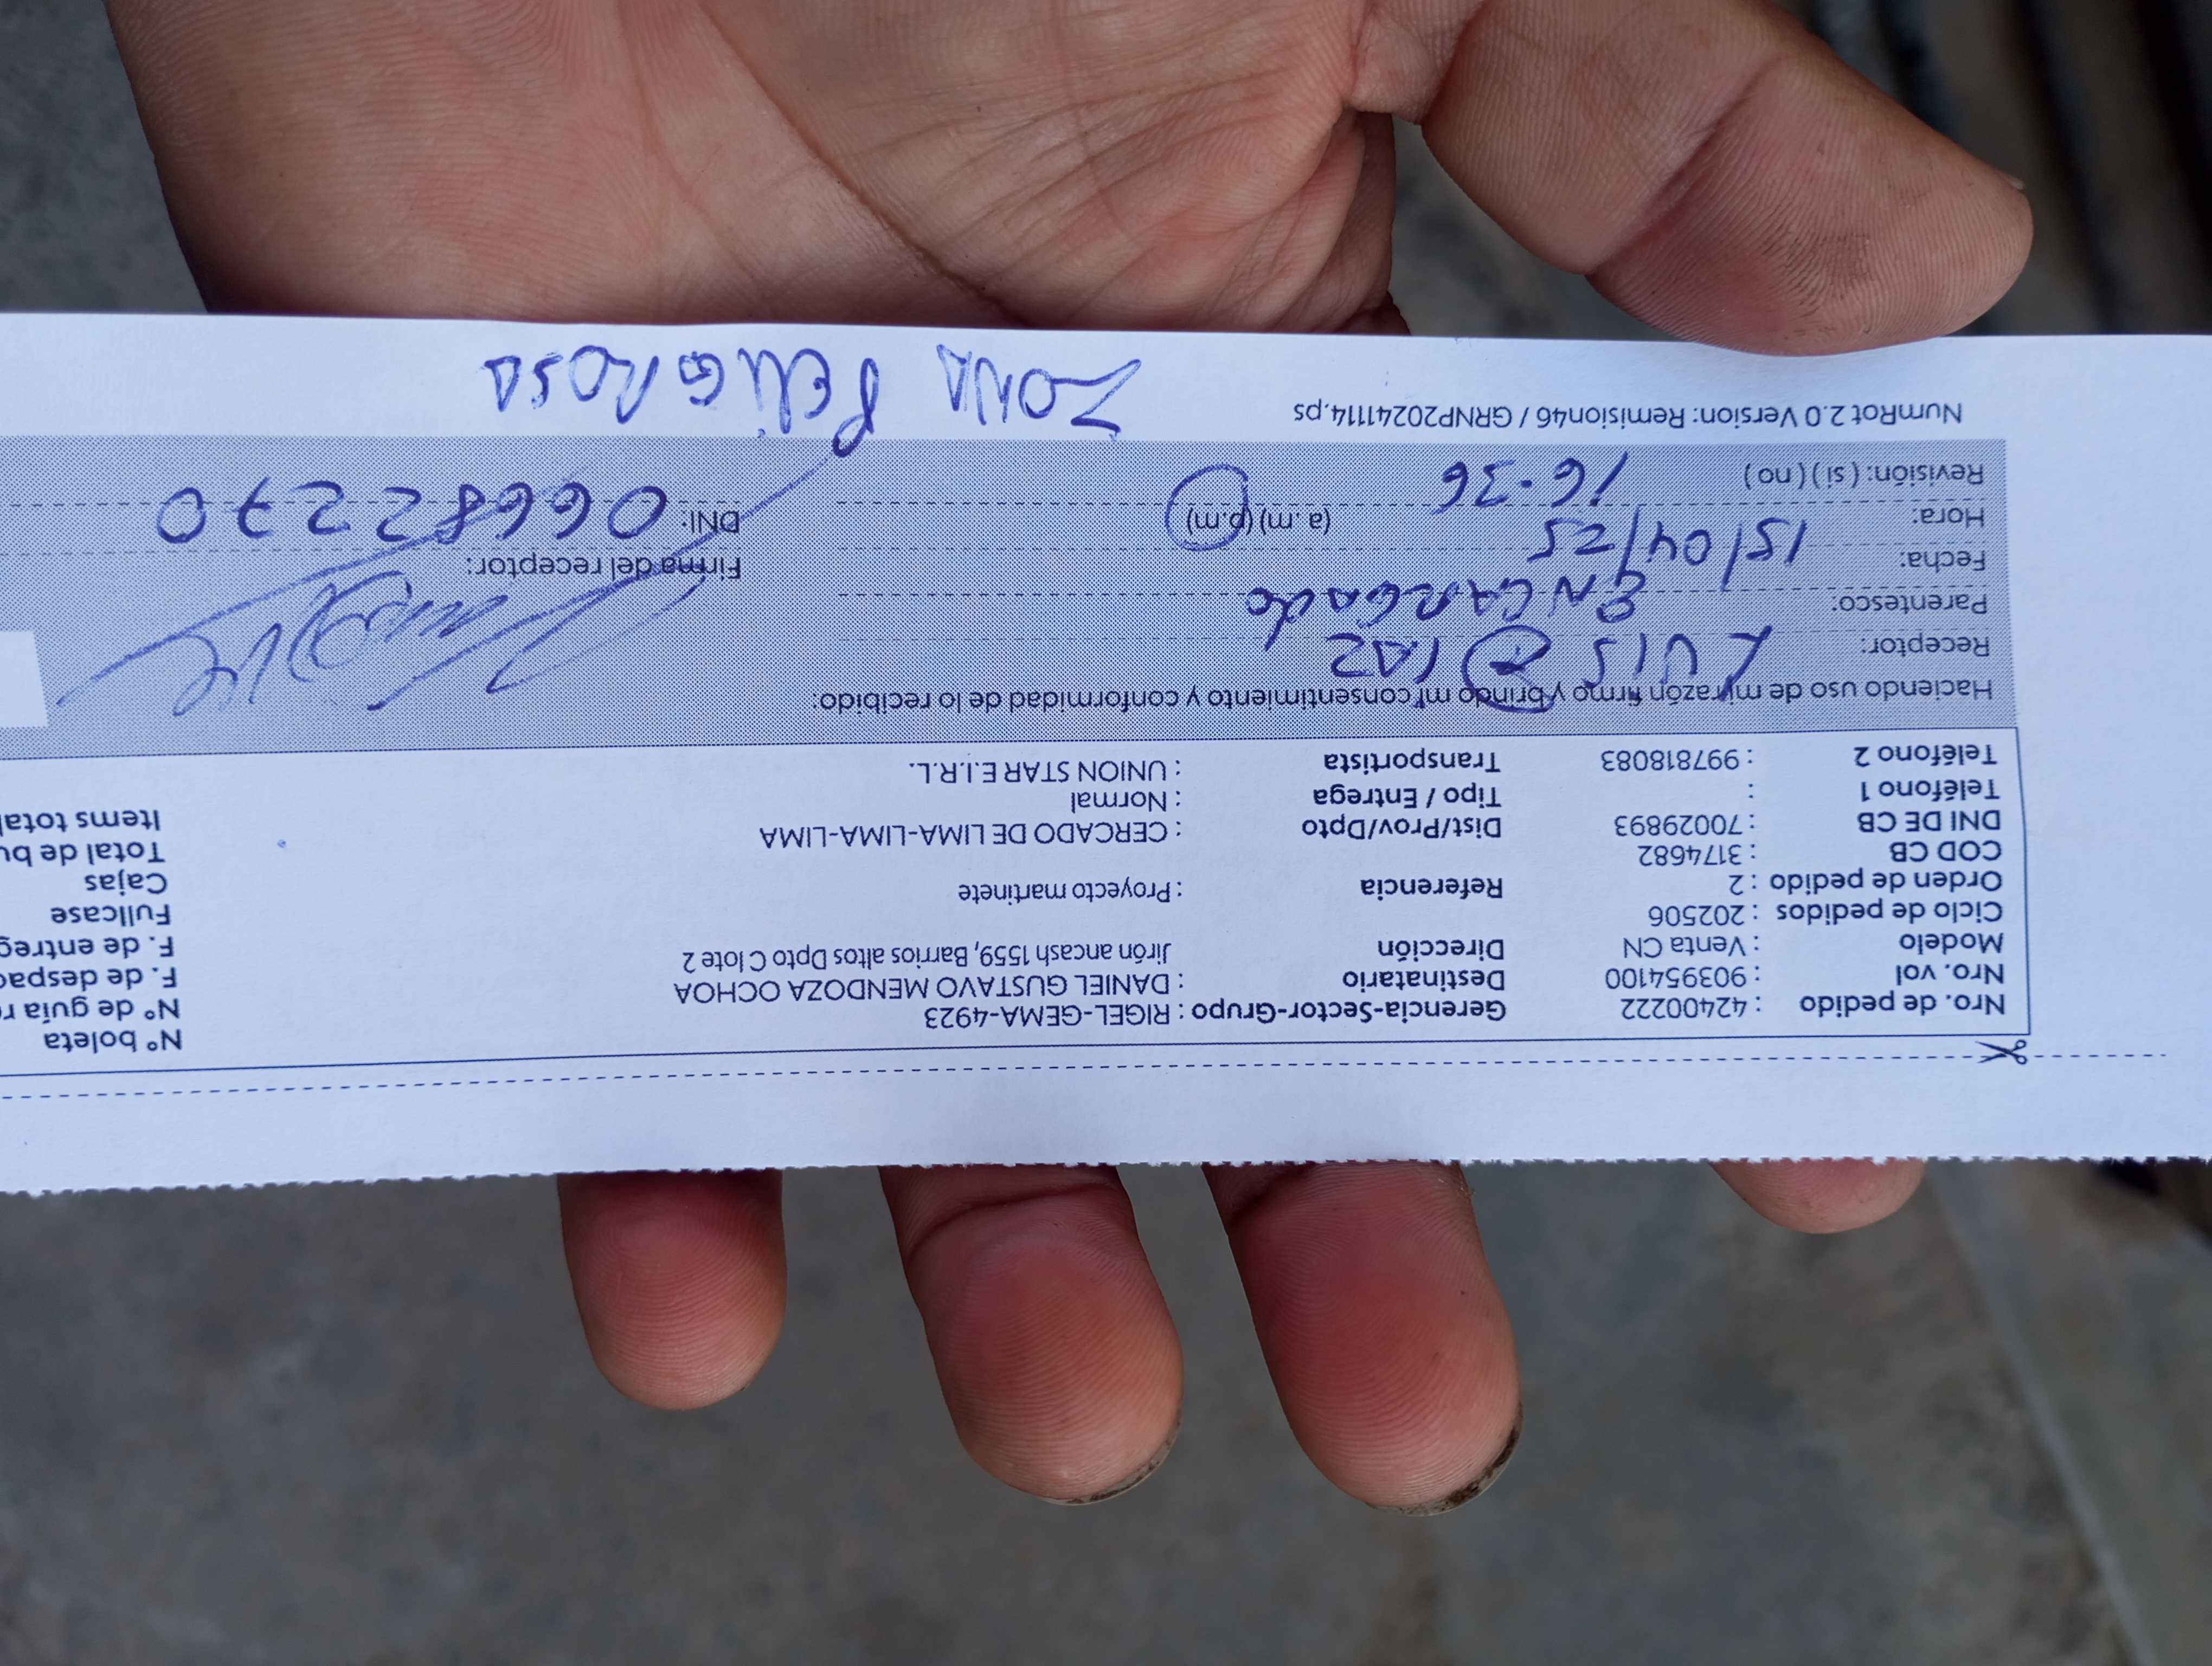 Nro. de pedido : 42400222 Gerencia-Sector-Grupo : RIGEL-GEMA-4923 N° boleta
Nro. vol : 903954100 Destinatario : DANIEL GUSTAVO MENDOZA OCHOA N° de guía r
Modelo : Venta CN Dirección Jirón ancash 1559, Barrios altos Dpto C lote 2 F. de despac
Ciclo de pedidos : 202506 F. de entreg
Orden de pedido : 2 Referencia : Proyecto martinete Fullcase
COD CB : 3174682 Cajas
DNI DE CB : 70029893 Dist/Prov/Dpto : CERCADO DE LIMA-LIMA-LIMA Total de bu
Teléfono 1 : Tipo / Entrega : Normal Items total
Teléfono 2 : 997818083 Transportista : UNION STAR E.I.R.L.
Haciendo uso de mi razón firmo y brindo mi consentimiento y conformidad de lo recibido:
Receptor: LUIS DIAZ
Parentesco: ENCARGADO
Fecha: 15/04/25 Firma del receptor:
Hora: 16.36 (a.m) (p.m) DNI: 06682270
Revisión: (si) (no)
NumRot 2.0 Version: Remision46 / GRNP20241114.ps
ZONA PELIGROSA